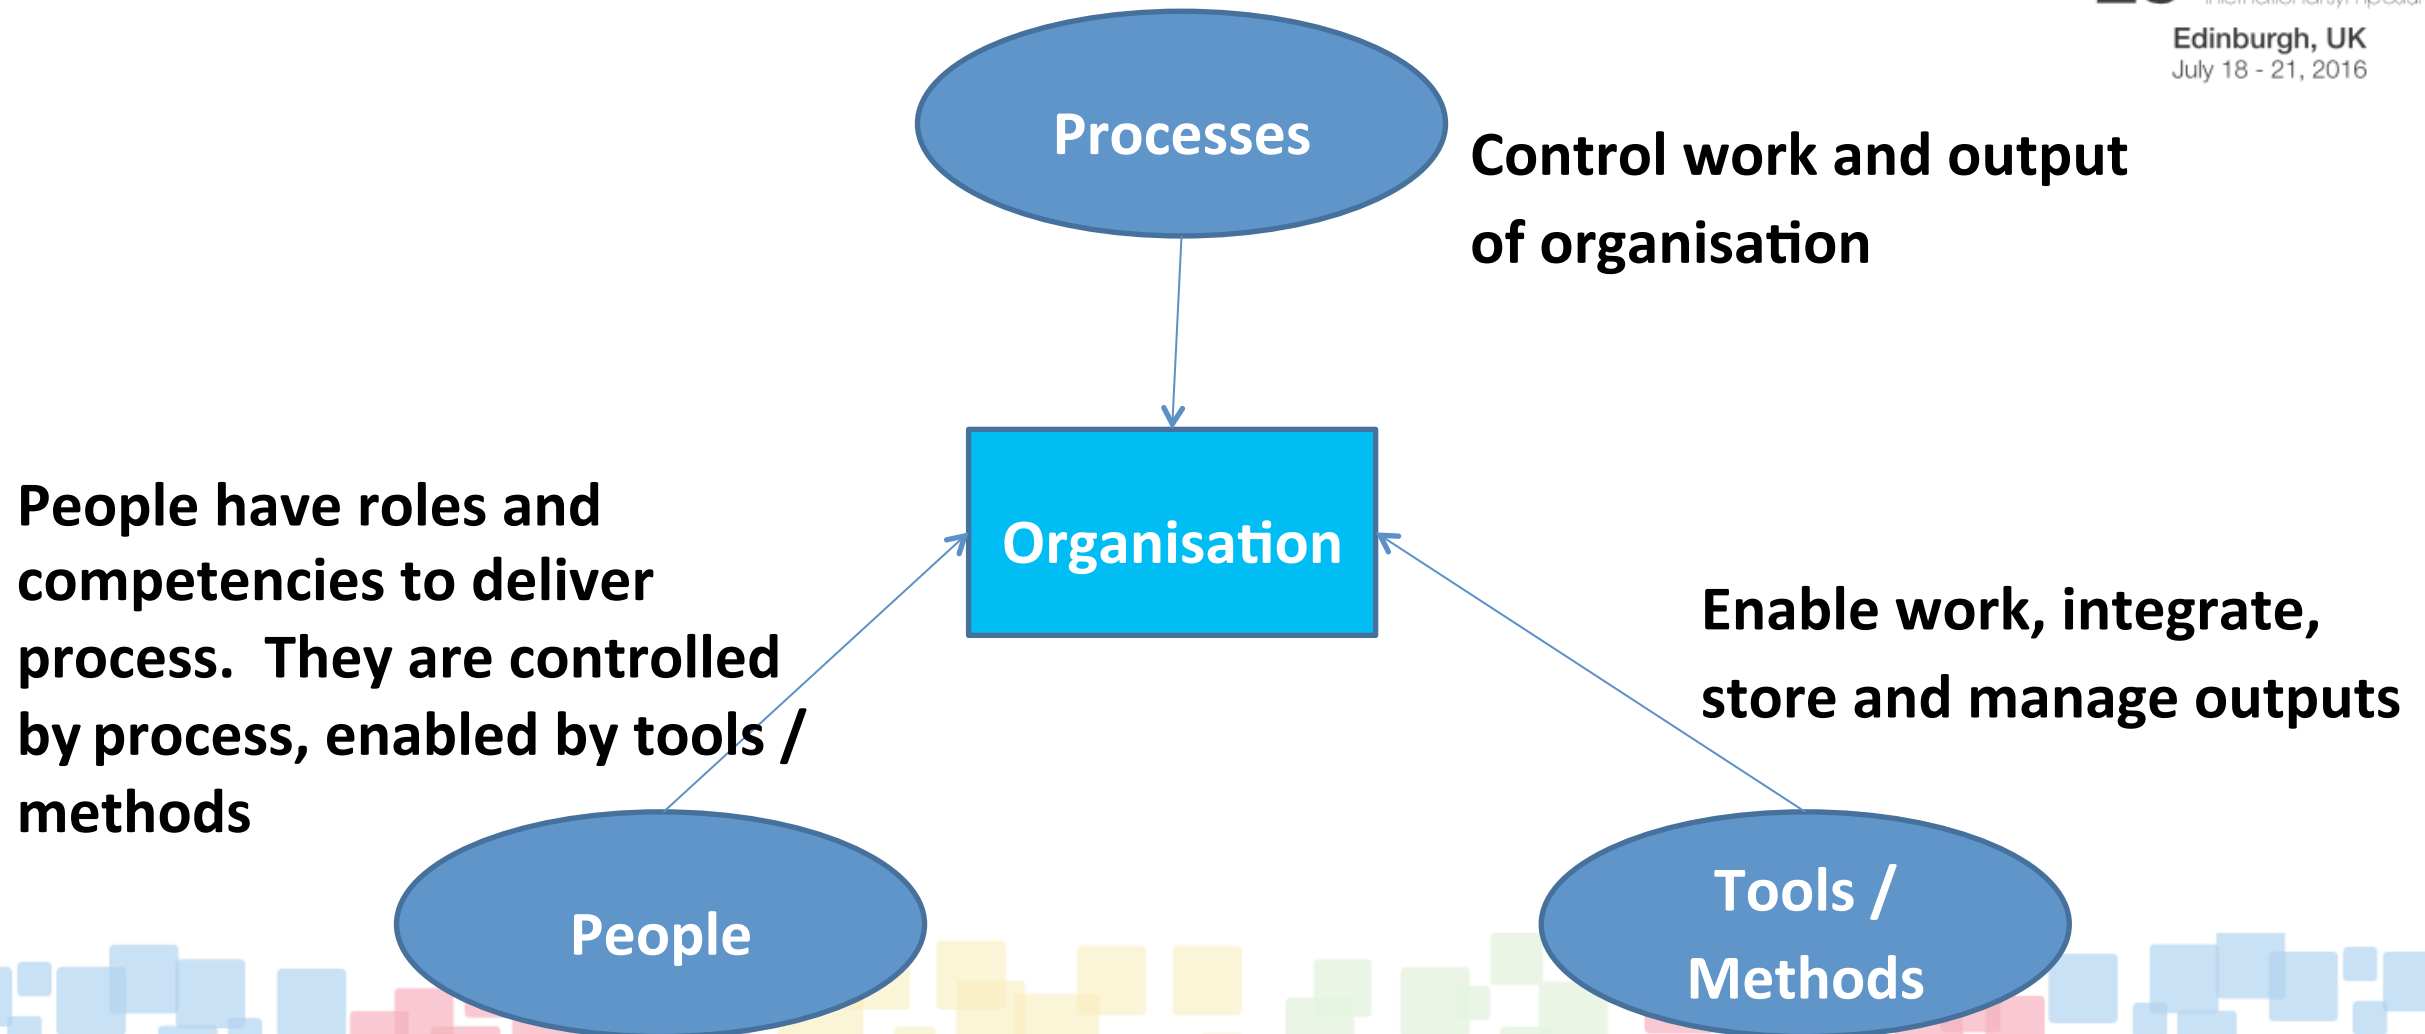 Edinburgh, UK
July 18 - 21, 2016
Processes
Control work and output
of organisation
Organisation
People have roles and
competencies to deliver
process.  They are controlled
by process, enabled by tools /
methods
Enable work, integrate,
store and manage outputs
People
Tools /
Methods